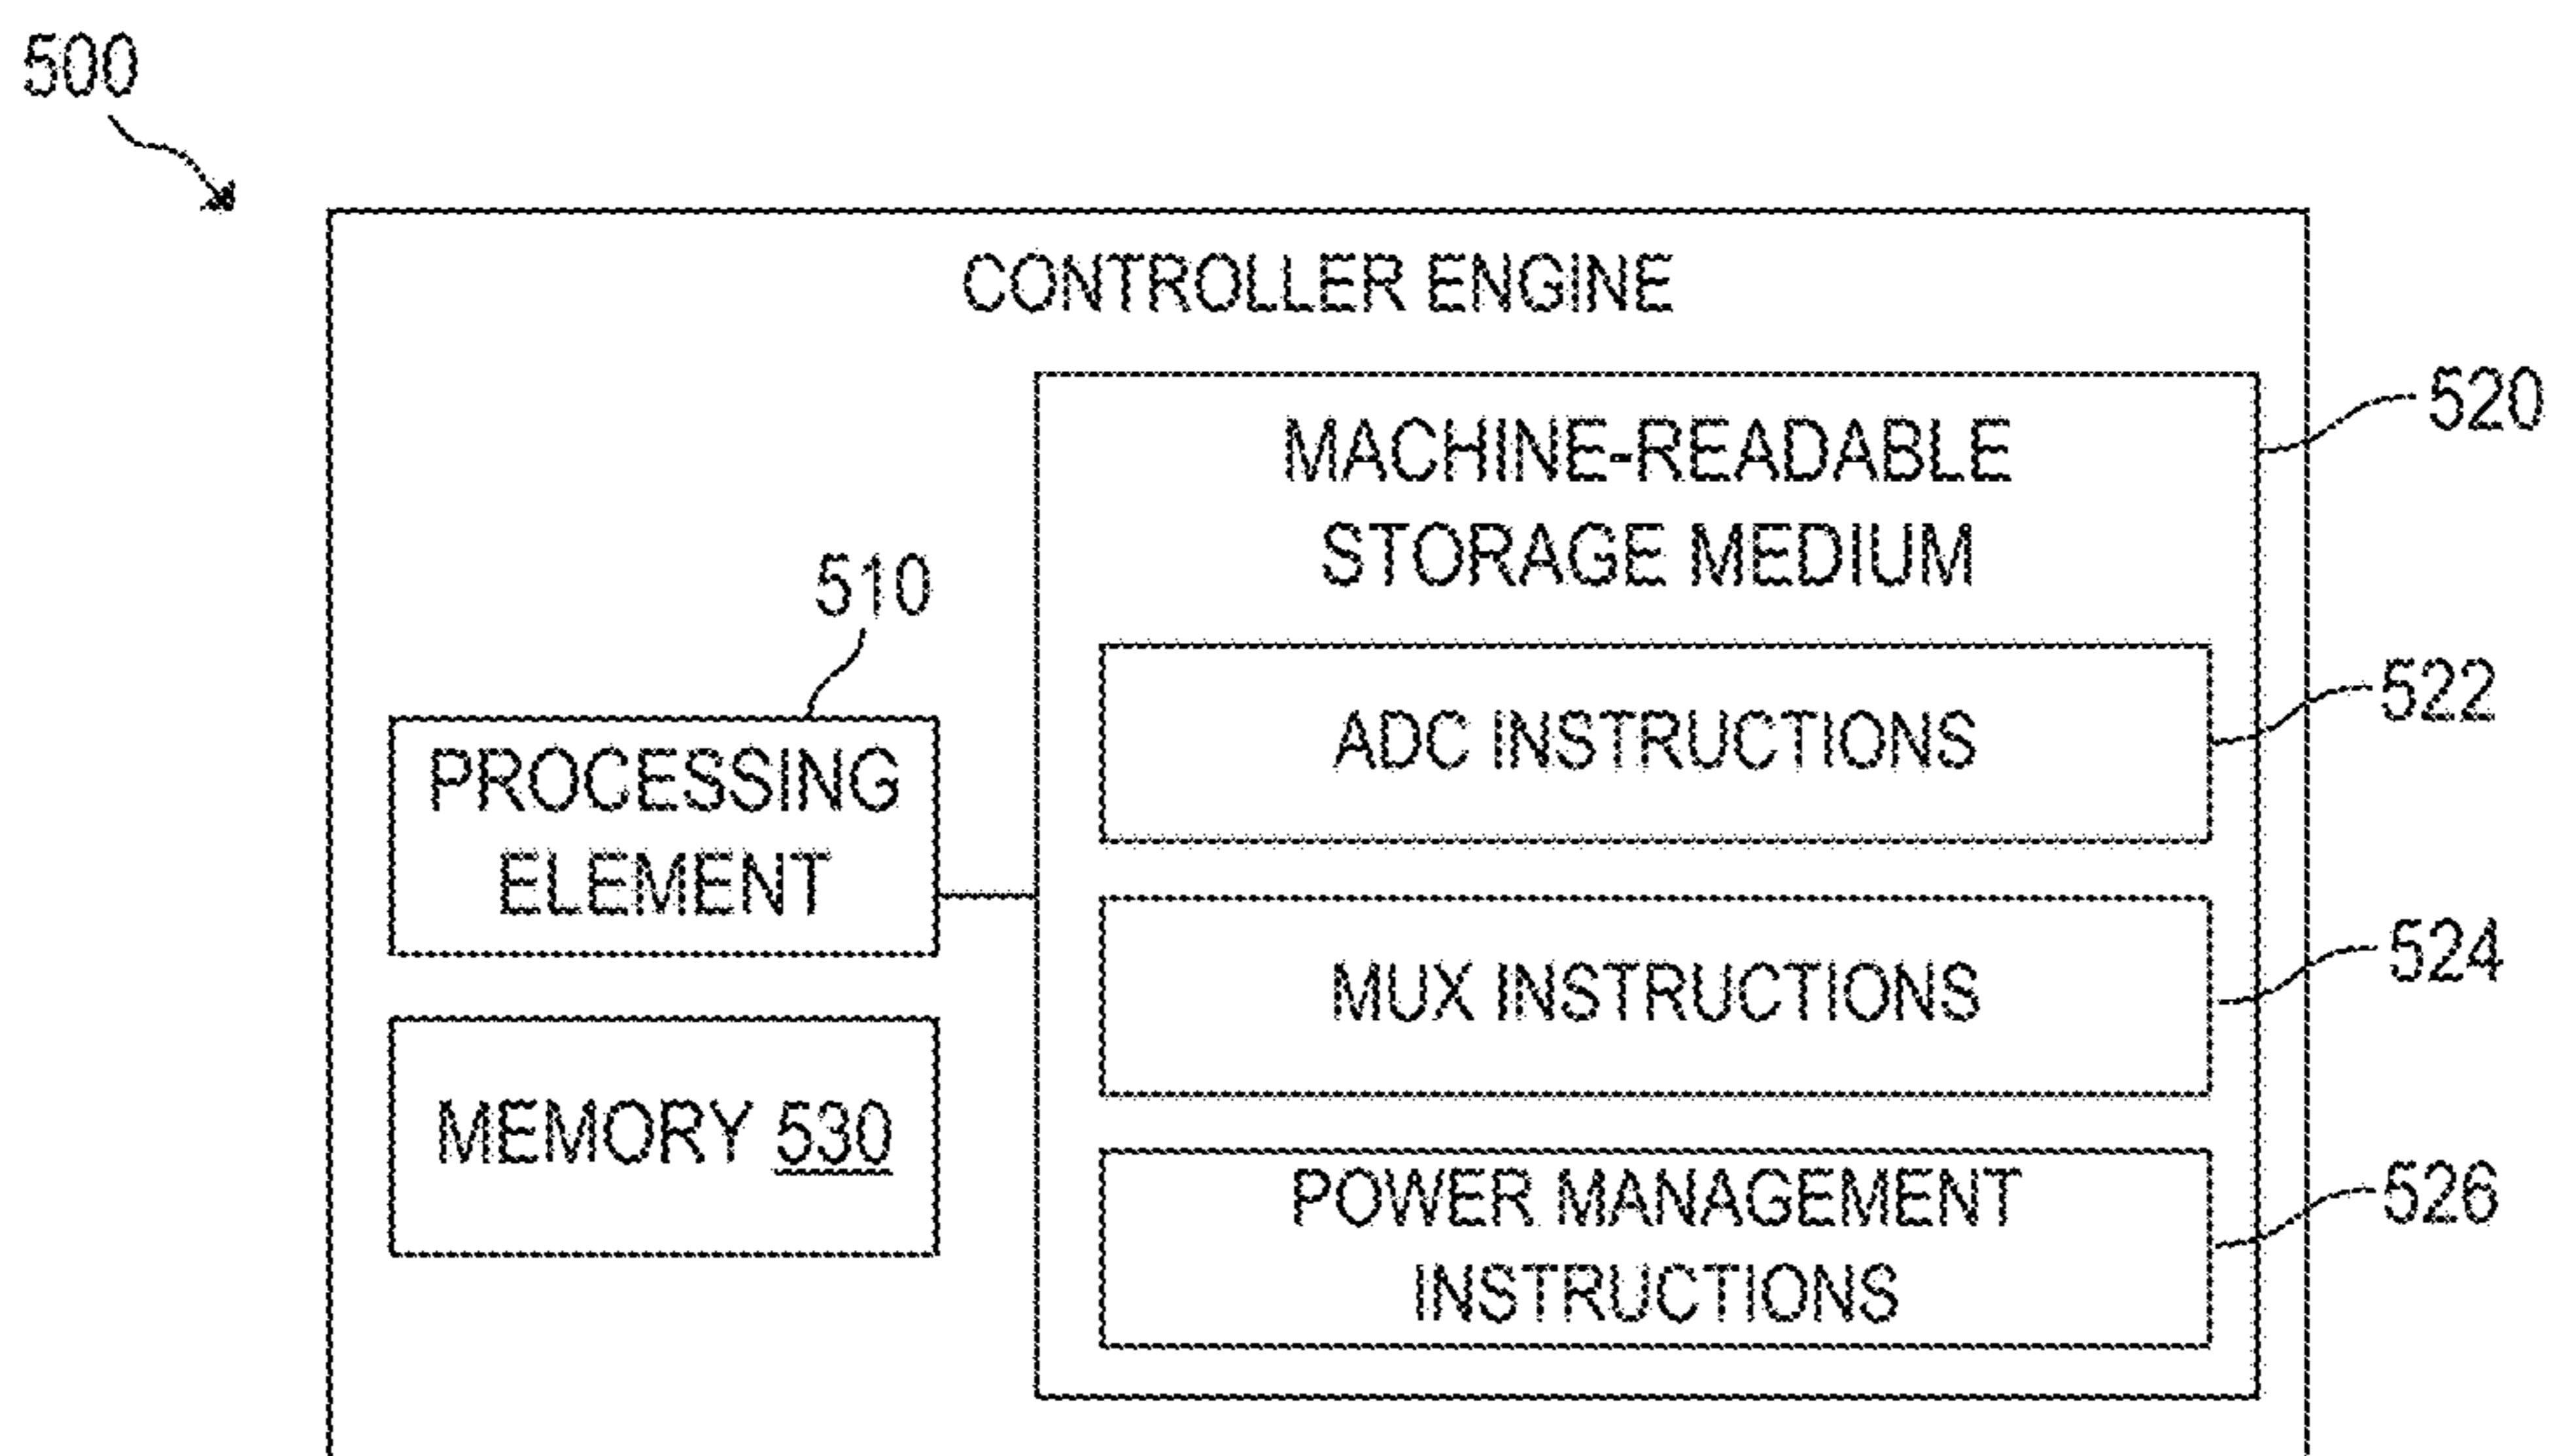 500
CONTROLLER ENGINE
520
MACHINE-READABLE
STORAGE MEDIUM
510
522
ADC INSTRUCTIONS
PROCESSING
ELEMENT
524
MUX INSTRUCTIONS
MEMORY 530
526
POWER MANAGEMENT
INSTRUCTIONS